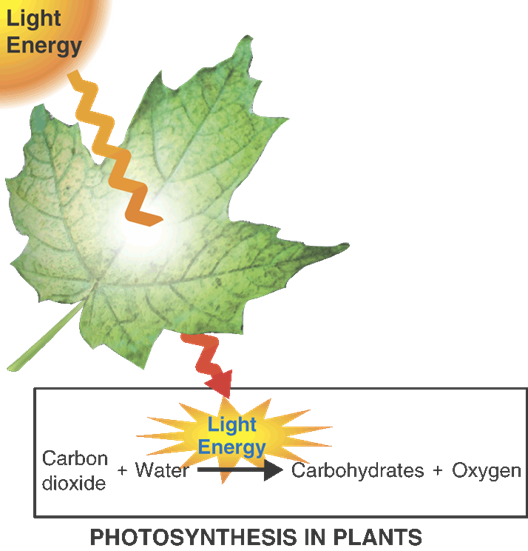 Light
Energy
Light
Energy
Carbon
dioxide + Water Carbohydrates + Oxygen
PHOTOSYNTHESIS IN PLANTS